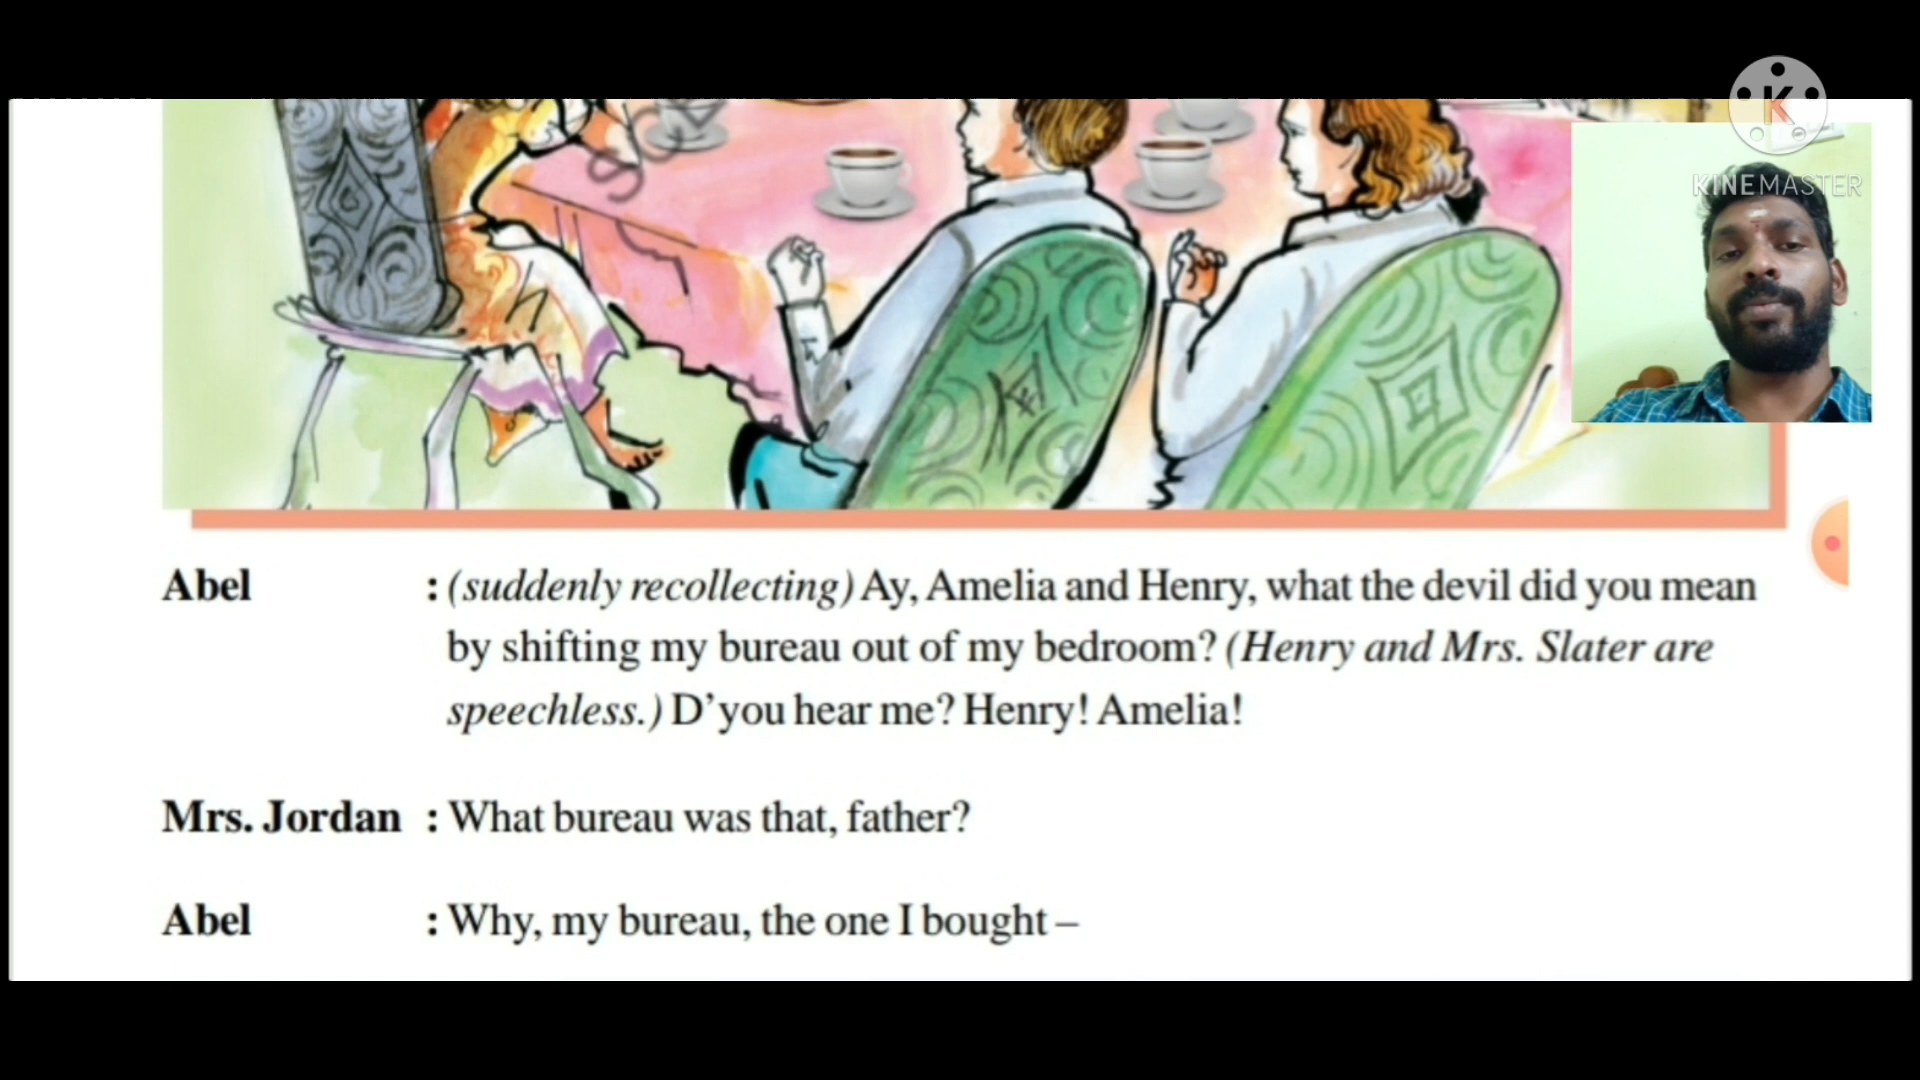 KINEMASTER
Abel : (suddenly recollecting) Ay, Amelia and Henry, what the devil did you mean
by shifting my bureau out of my bedroom? (Henry and Mrs. Slater are
speechless.) D’you hear me? Henry! Amelia!
Mrs. Jordan : What bureau was that, father?
Abel : Why, my bureau, the one I bought –